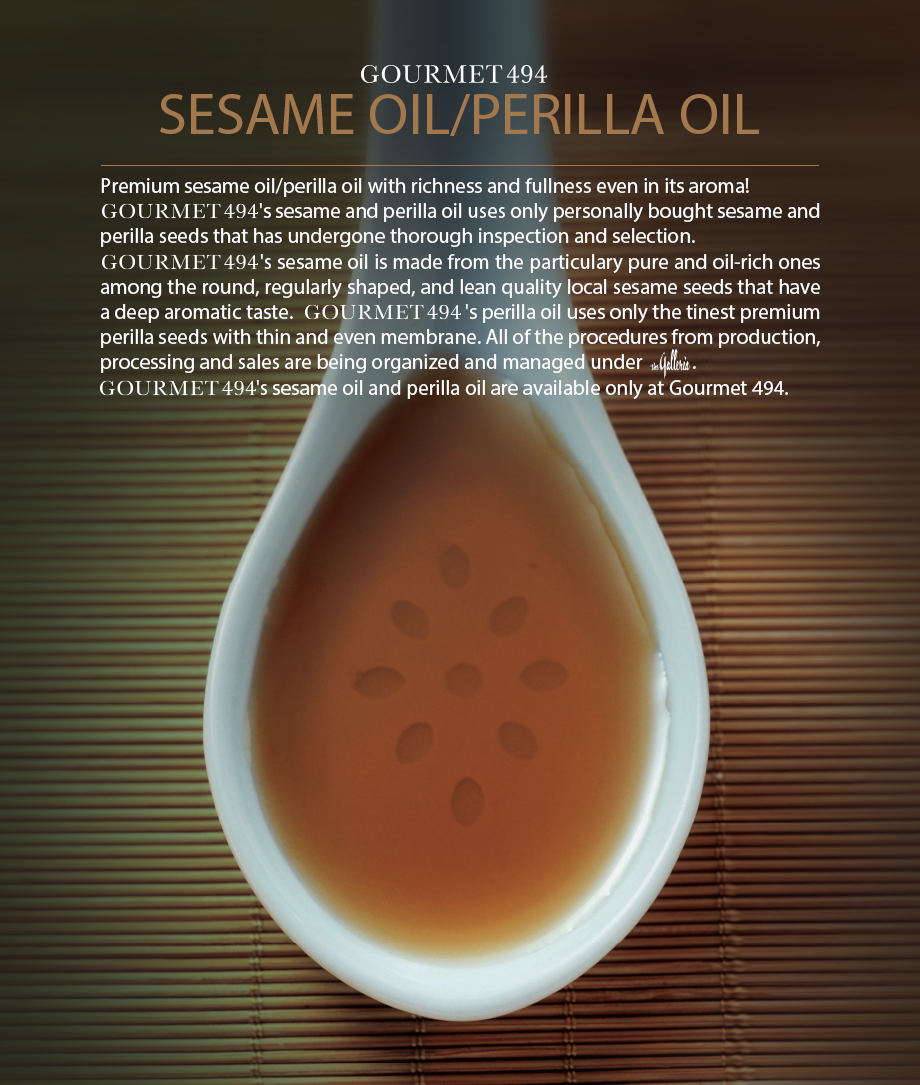 GOURMET 494
SESAME OIL/PERILLA OIL
Premium sesame oil/perilla oil with richness and fullness even in its aroma!
GOURMET 494's sesame and perilla oil uses only personally bought sesame and
perilla seeds that has undergone thorough inspection and selection.
GOURMET 494's sesame oil is made from the particulary pure and oil-rich ones
among the round, regularly shaped, and lean quality local sesame seeds that have
a deep aromatic taste. GOURMET 494 's perilla oil uses only the tinest premium
perilla seeds with thin and even membrane. All of the procedures from production,
processing and sales are being organized and managed under the Galleria .
GOURMET 494's sesame oil and perilla oil are available only at Gourmet 494.